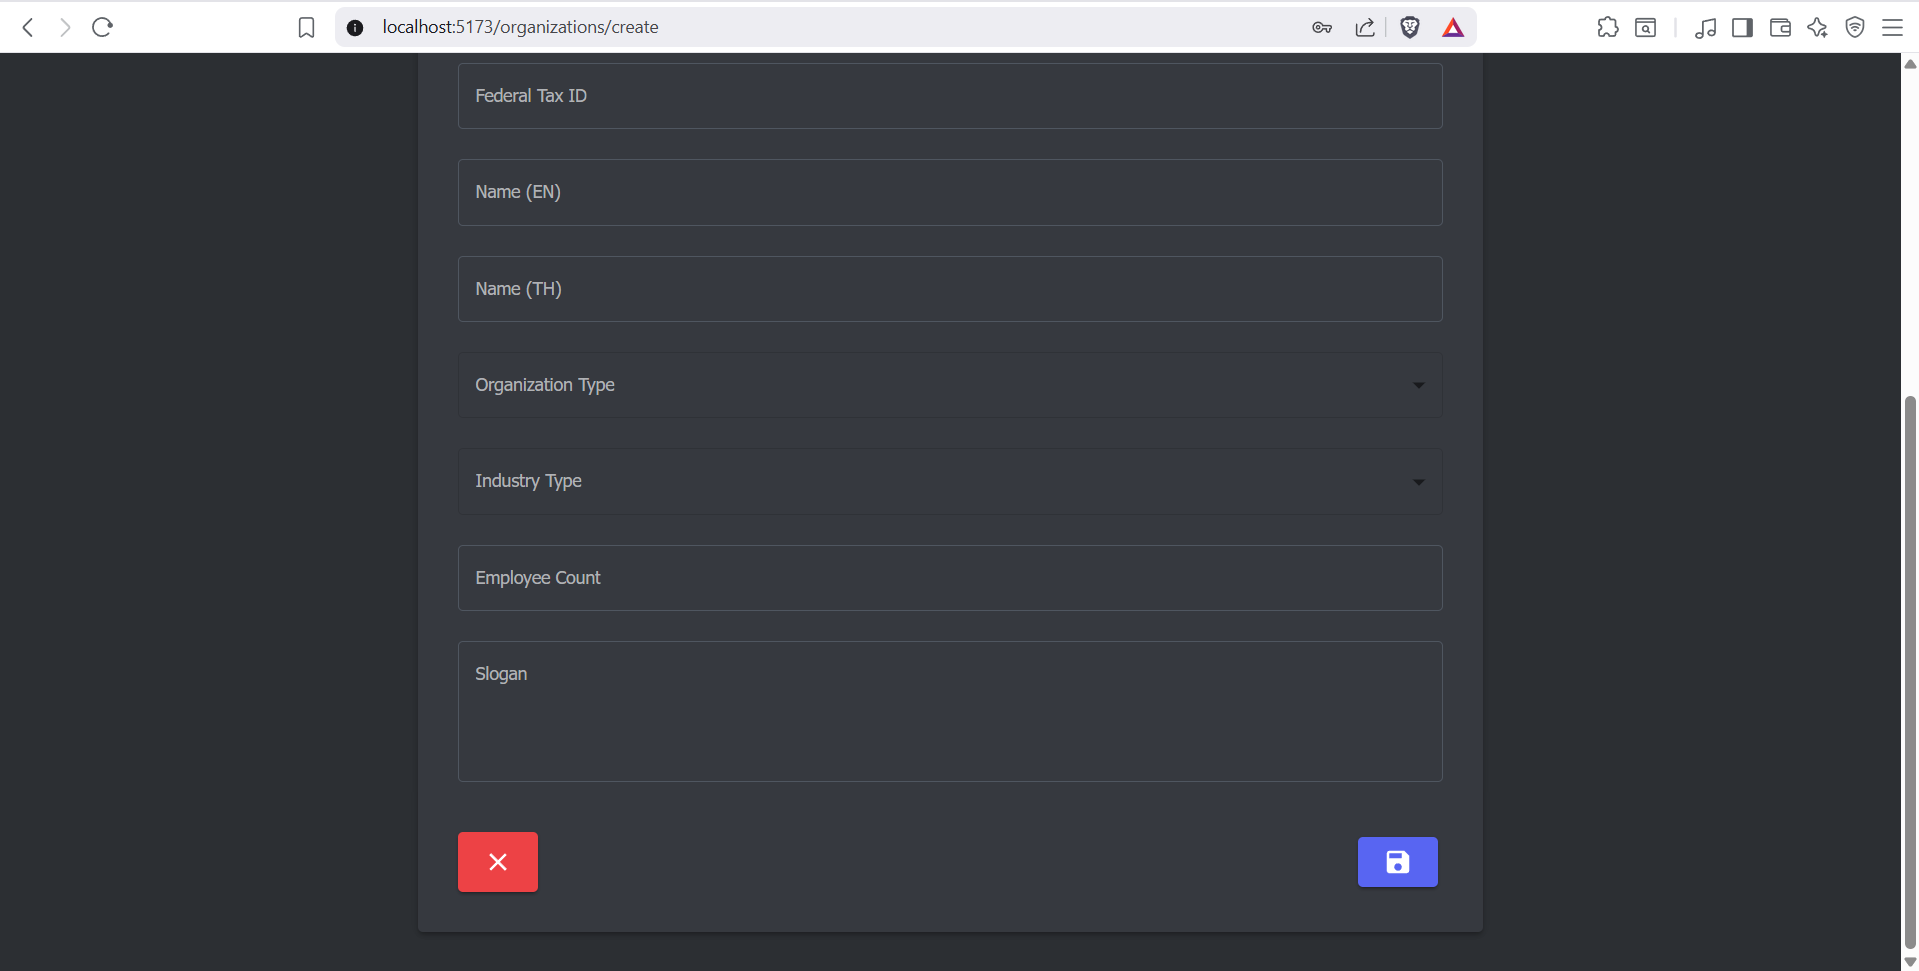 localhost:5173/organizations/create
Federal Tax ID
Name (EN)
Name (TH)
Organization Type
Industry Type
Employee Count
Slogan